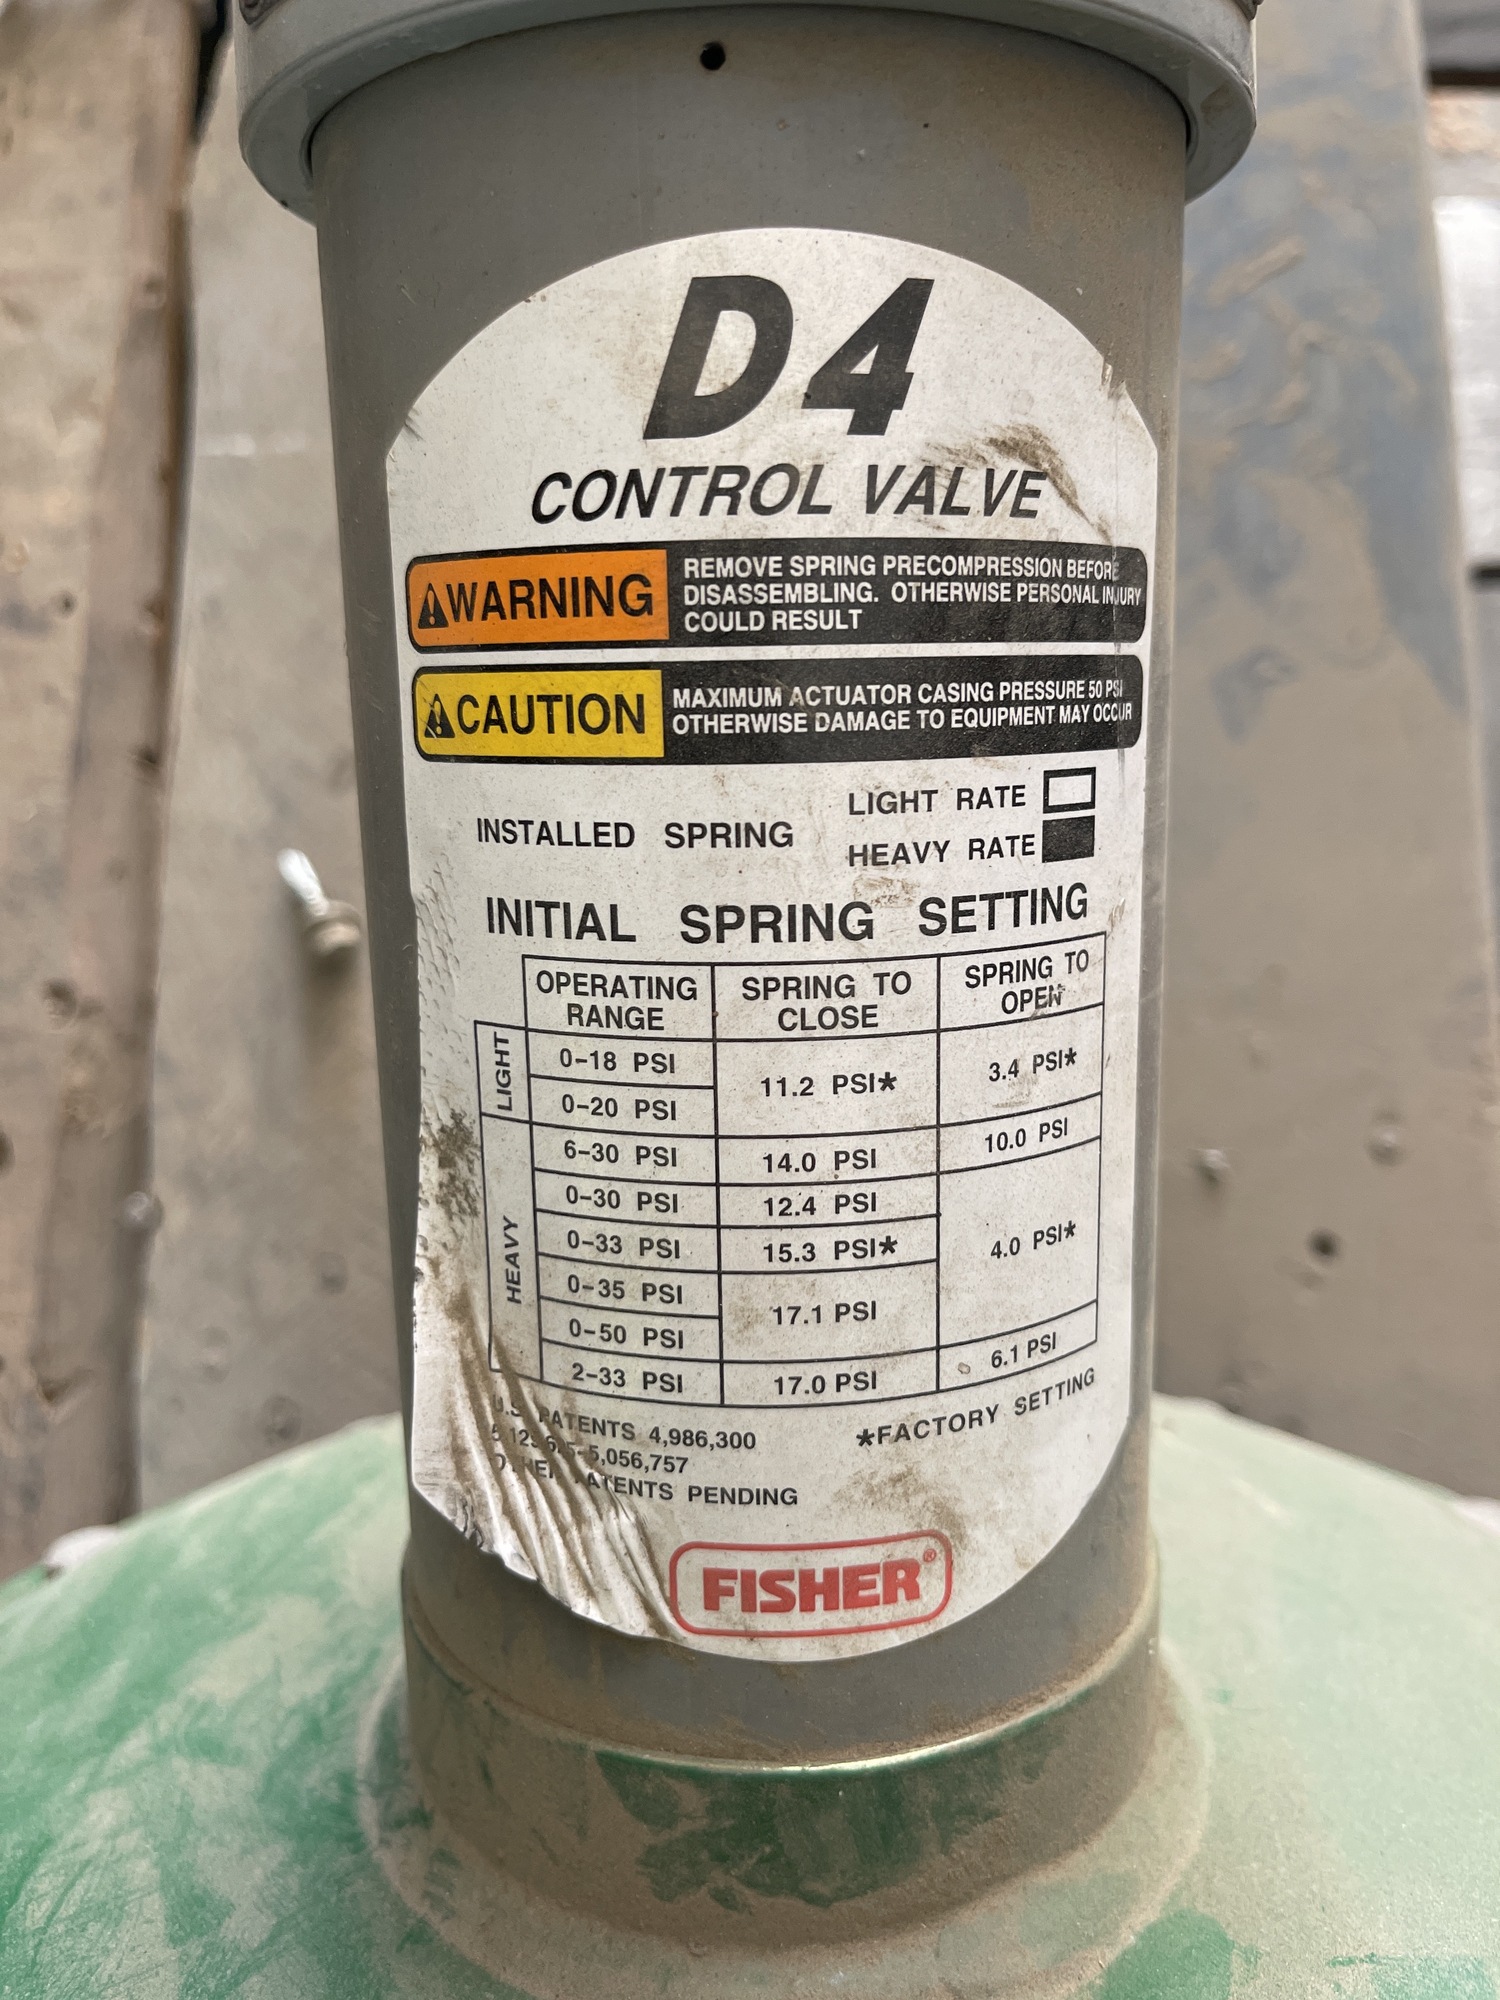 D4
CONTROL VALVE
WARNING
REMOVE SPRING PRECOMPRESSION BEFORE
DISASSEMBLING. OTHERWISE PERSONAL INJURY
COULD RESULT
CAUTION
MAXIMUM ACTUATOR CASING PRESSURE 50 PSI
OTHERWISE DAMAGE TO EQUIPMENT MAY OCCUR
INSTALLED SPRING
LIGHT RATE
HEAVY RATE
INITIAL SPRING SETTING
OPERATING RANGE SPRING TO CLOSE SPRING TO OPEN
LIGHT
0-18 PSI 11.2 PSI* 3.4 PSI*
0-20 PSI
HEAVY
6-30 PSI 14.0 PSI 10.0 PSI
0-30 PSI 12.4 PSI 4.0 PSI*
0-33 PSI 15.3 PSI*
0-35 PSI 17.1 PSI
0-50 PSI
2-33 PSI 17.0 PSI 6.1 PSI
*FACTORY SETTING
U.S. PATENTS 4,986,300
5,056,757
OTHER PATENTS PENDING
FISHER®